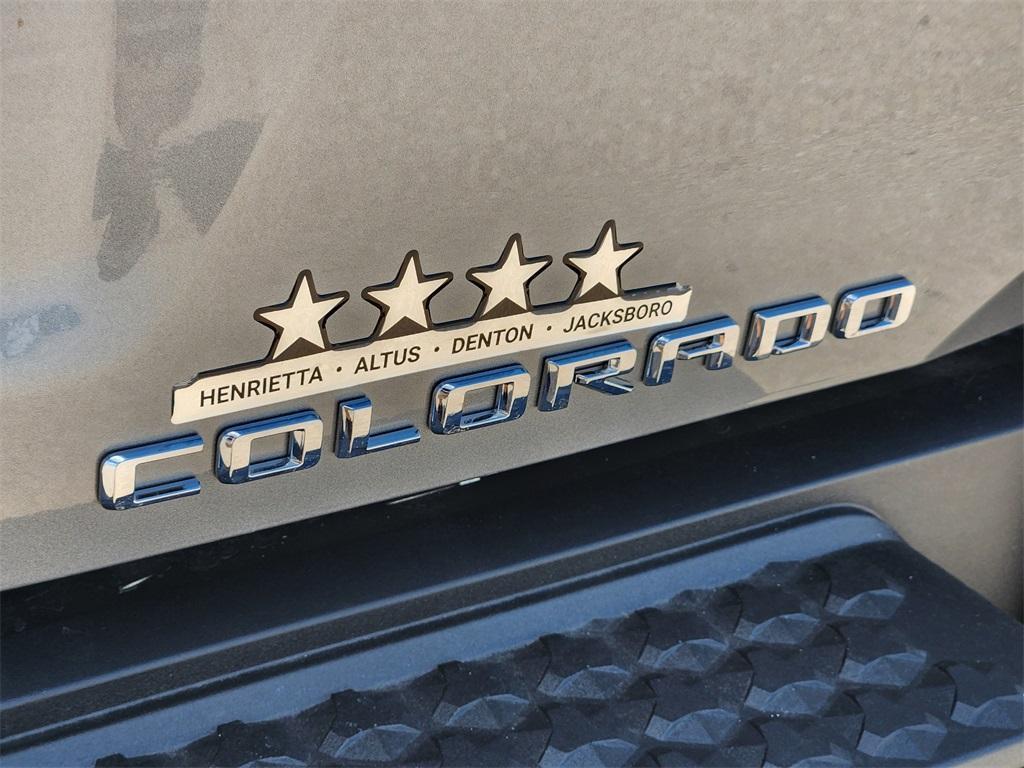 HENRIETTA · ALTUS · DENTON · JACKSBORO
COLORADO